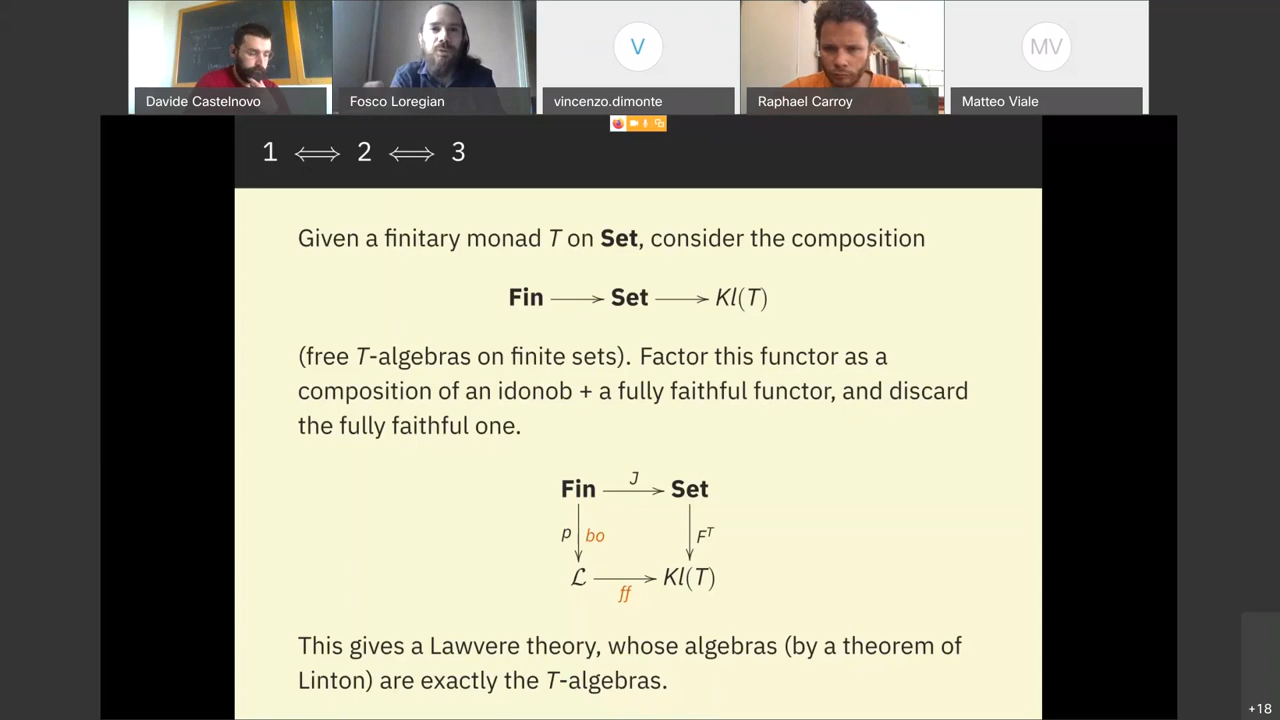 V
MV
Davide Castelnovo
Fosco Loregian
vincenzo.dimonte
Raphael Carroy
Matteo Viale
1 ⟺ 2 ⟺ 3
Given a finitary monad T on Set, consider the composition
Fin ⟶ Set ⟶ Kl(T)
(free T-algebras on finite sets). Factor this functor as a
composition of an idonob + a fully faithful functor, and discard
the fully faithful one.
J
Fin ⟶ Set
p bo F^T
ℒ ⟶ Kl(T)
ff
This gives a Lawvere theory, whose algebras (by a theorem of
Linton) are exactly the T-algebras.
+18